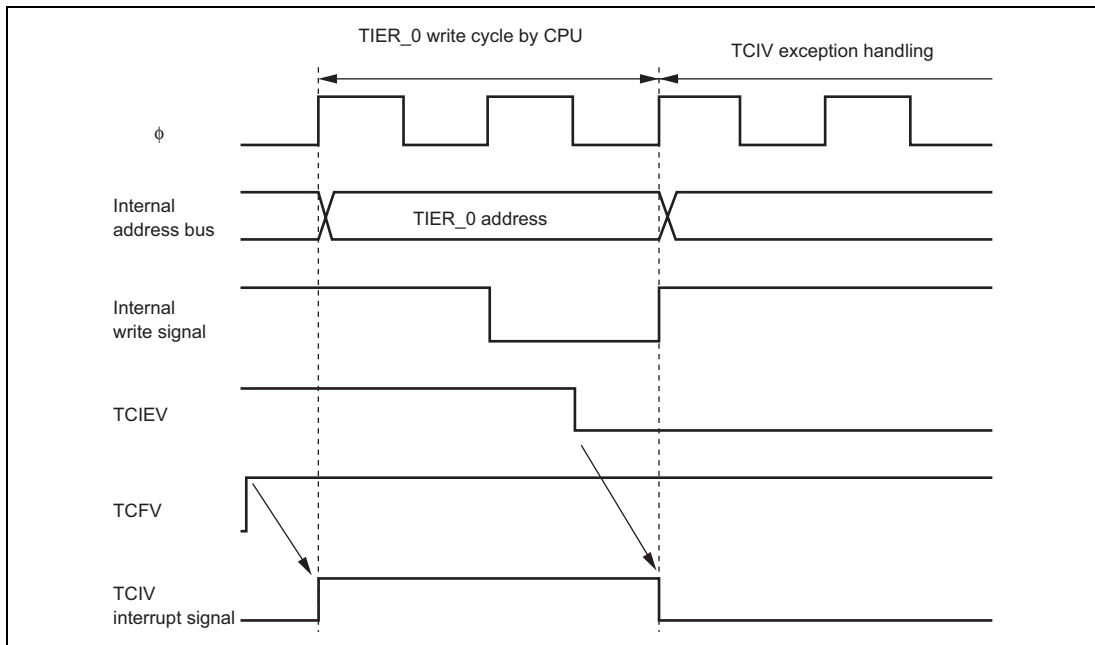 TIER_0 write cycle by CPU
TCIV exception handling
φ
Internal
address bus
TIER_0 address
Internal
write signal
TCIEV
TCFV
TCIV
interrupt signal